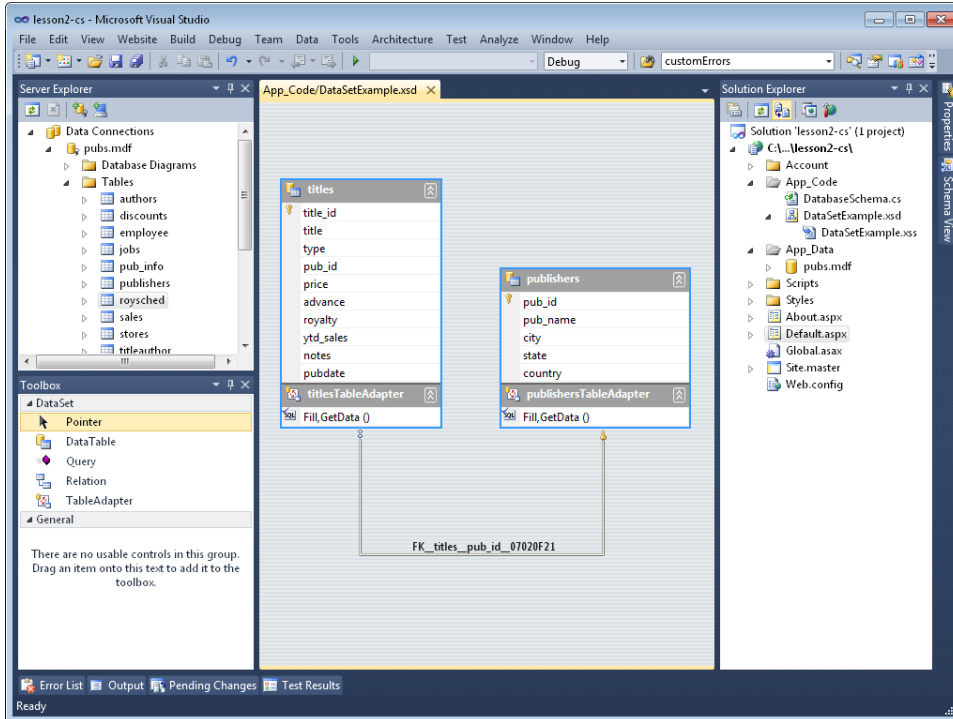 lesson2-cs - Microsoft Visual Studio
File Edit View Website Build Debug Team Data Tools Architecture Test Analyze Window Help
Debug customErrors
Server Explorer
Data Connections
pubs.mdf
Database Diagrams
Tables
authors
discounts
employee
jobs
pub_info
publishers
roysched
sales
stores
titleauthor
Toolbox
DataSet
Pointer
DataTable
Query
Relation
TableAdapter
General
There are no usable controls in this group.
Drag an item onto this text to add it to the
toolbox.
App_Code/DataSetExample.xsd
titles
title_id
title
type
pub_id
price
advance
royalty
ytd_sales
notes
pubdate
titlesTableAdapter
SQL Fill,GetData ()
publishers
pub_id
pub_name
city
state
country
publishersTableAdapter
SQL Fill,GetData ()
FK__titles__pub_id__07020F21
Solution Explorer
Solution 'lesson2-cs' (1 project)
C:\...\lesson2-cs\
Account
App_Code
DatabaseSchema.cs
DataSetExample.xsd
DataSetExample.xss
App_Data
pubs.mdf
Scripts
Styles
About.aspx
Default.aspx
Global.asax
Site.master
Web.config
Properties
Schema View
Error List Output Pending Changes Test Results
Ready